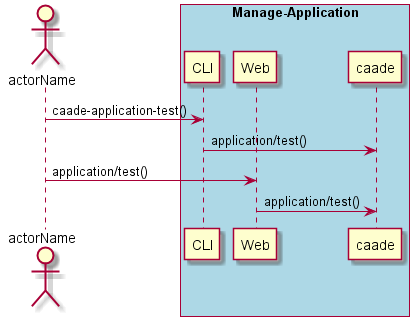 Manage-Application
CLI
Web
caade
actorName
caade-application-test()
application/test()
application/test()
application/test()
actorName
CLI
Web
caade